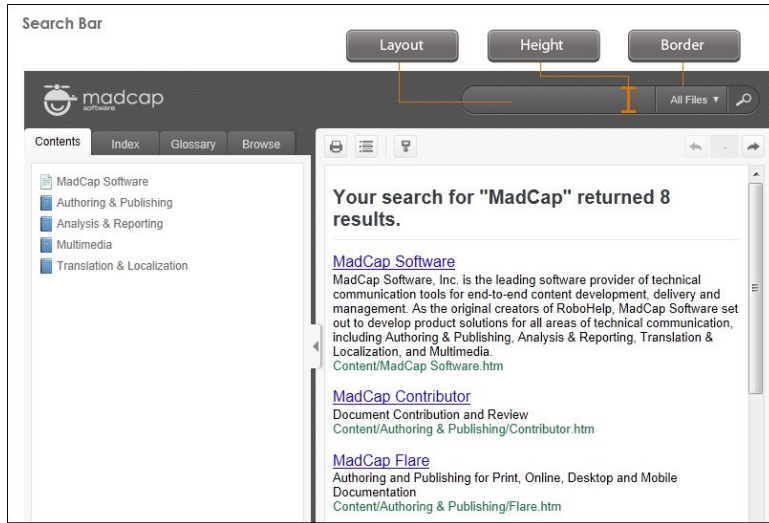 Search Bar
Layout
Height
Border
madcap
software
All Files
Contents
Index
Glossary
Browse
MadCap Software
Authoring & Publishing
Analysis & Reporting
Multimedia
Translation & Localization
Your search for "MadCap" returned 8
results.
MadCap Software
MadCap Software, Inc. is the leading software provider of technical
communication tools for end-to-end content development, delivery and
management. As the original creators of RoboHelp, MadCap Software set
out to develop product solutions for all areas of technical communication,
including Authoring & Publishing, Analysis & Reporting, Translation &
Localization, and Multimedia.
Content/MadCap Software.htm
MadCap Contributor
Document Contribution and Review
Content/Authoring & Publishing/Contributor.htm
MadCap Flare
Authoring and Publishing for Print, Online, Desktop and Mobile
Documentation
Content/Authoring & Publishing/Flare.htm